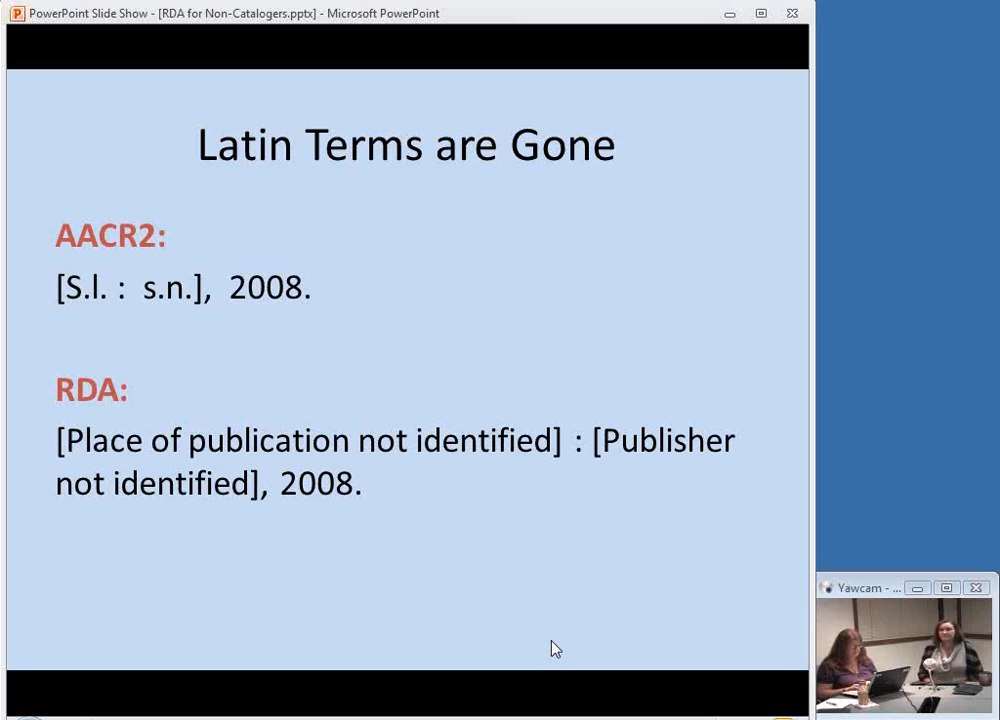 PowerPoint Slide Show - [RDA for Non-Catalogers.pptx] - Microsoft PowerPoint
Latin Terms are Gone
AACR2:
[S.l. : s.n.], 2008.
RDA:
[Place of publication not identified] : [Publisher
not identified], 2008.
Yawcam - ...